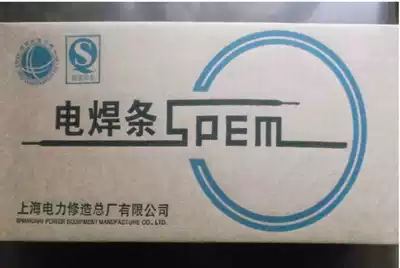 电焊条 SPEM
上海电力修造总厂有限公司
SHANGHAI POWER EQUIPMENT MANUFACTURE CO., LTD.